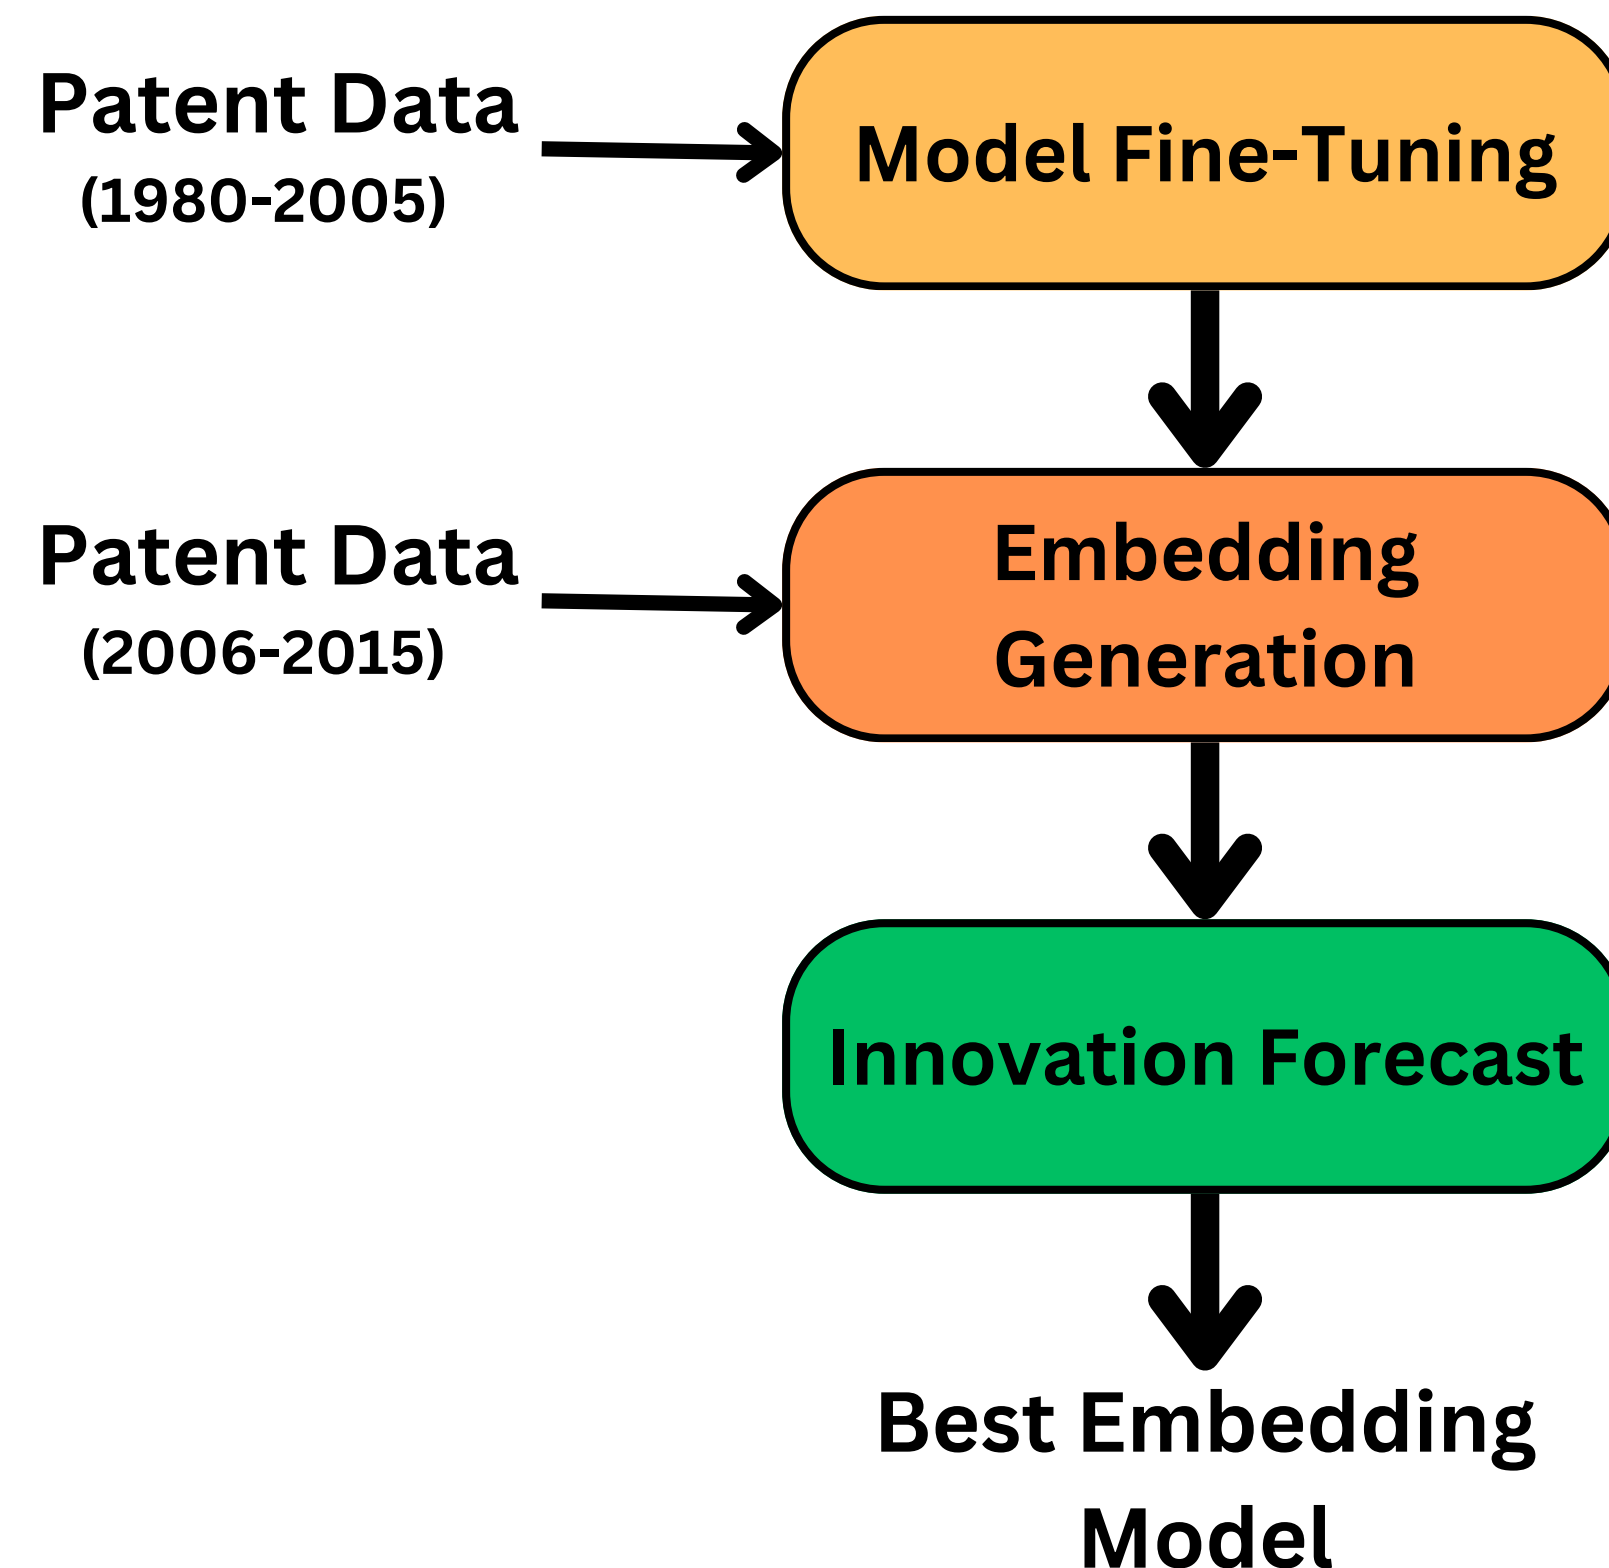 Patent Data
(1980-2005)
Model Fine-Tuning
Patent Data
(2006-2015)
Embedding
Generation
Innovation Forecast
Best Embedding
Model